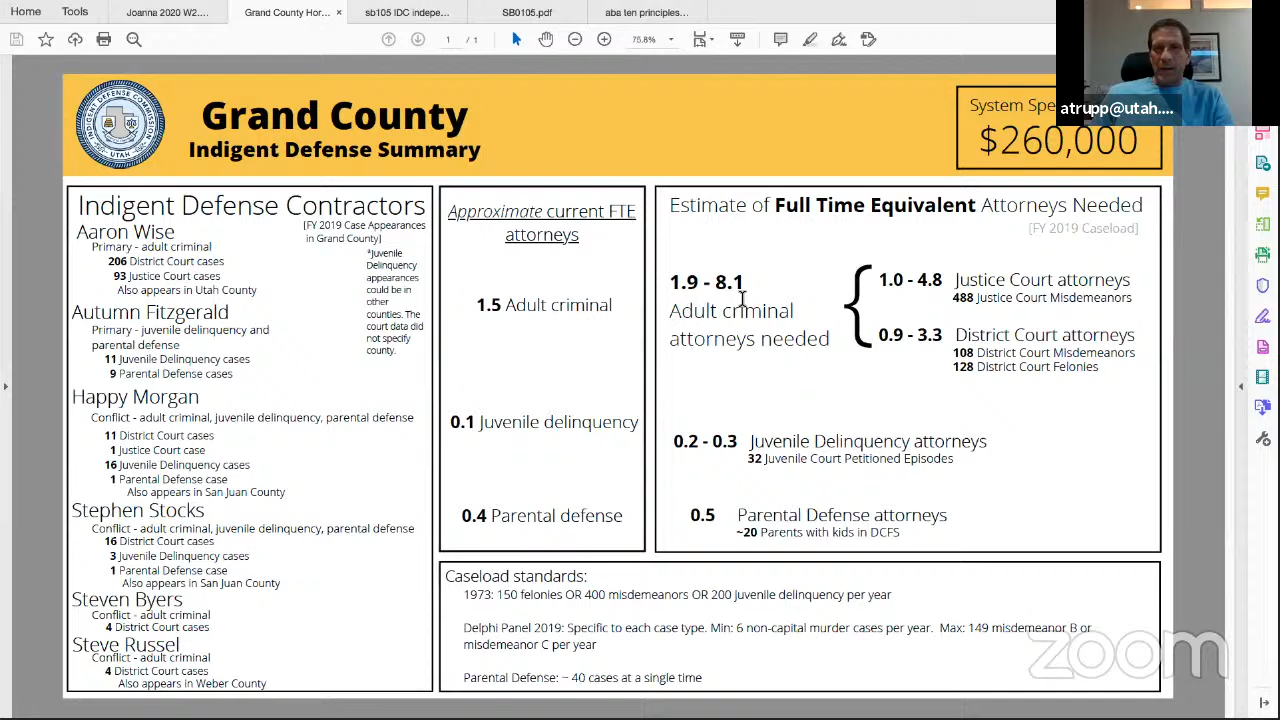 Home
Tools
Joanna 2020 W2....
Grand County Hor...
×
sb105 IDC indepe...
SB0105.pdf
aba ten principles...
1 / 1
75.8%
atrupp@utah....
INDIGENT DEFENSE COMMISSION
UTAH
Grand County
Indigent Defense Summary
System Spe
$260,000
Indigent Defense Contractors
[FY 2019 Case Appearances
in Grand County]
*Juvenile
Delinquency
appearances
could be in
other
counties. The
court data did
not specify
county.
Aaron Wise
Primary - adult criminal
206 District Court cases
93 Justice Court cases
Also appears in Utah County
Autumn Fitzgerald
Primary - juvenile delinquency and
parental defense
11 Juvenile Delinquency cases
9 Parental Defense cases
Happy Morgan
Conflict - adult criminal, juvenile delinquency, parental defense
11 District Court cases
1 Justice Court case
16 Juvenile Delinquency cases
1 Parental Defense case
Also appears in San Juan County
Stephen Stocks
Conflict - adult criminal, juvenile delinquency, parental defense
16 District Court cases
3 Juvenile Delinquency cases
1 Parental Defense case
Also appears in San Juan County
Steven Byers
Conflict - adult criminal
4 District Court cases
Steve Russel
Conflict - adult criminal
4 District Court cases
Also appears in Weber County
Approximate current FTE
attorneys
1.5 Adult criminal
0.1 Juvenile delinquency
0.4 Parental defense
Estimate of Full Time Equivalent Attorneys Needed
[FY 2019 Caseload]
1.9 - 8.1
Adult criminal
attorneys needed
{
1.0 - 4.8 Justice Court attorneys
488 Justice Court Misdemeanors
0.9 - 3.3 District Court attorneys
108 District Court Misdemeanors
128 District Court Felonies
0.2 - 0.3 Juvenile Delinquency attorneys
32 Juvenile Court Petitioned Episodes
0.5 Parental Defense attorneys
~20 Parents with kids in DCFS
Caseload standards:
1973: 150 felonies OR 400 misdemeanors OR 200 juvenile delinquency per year
Delphi Panel 2019: Specific to each case type. Min: 6 non-capital murder cases per year. Max: 149 misdemeanor B or
misdemeanor C per year
Parental Defense: ~ 40 cases at a single time
zoom